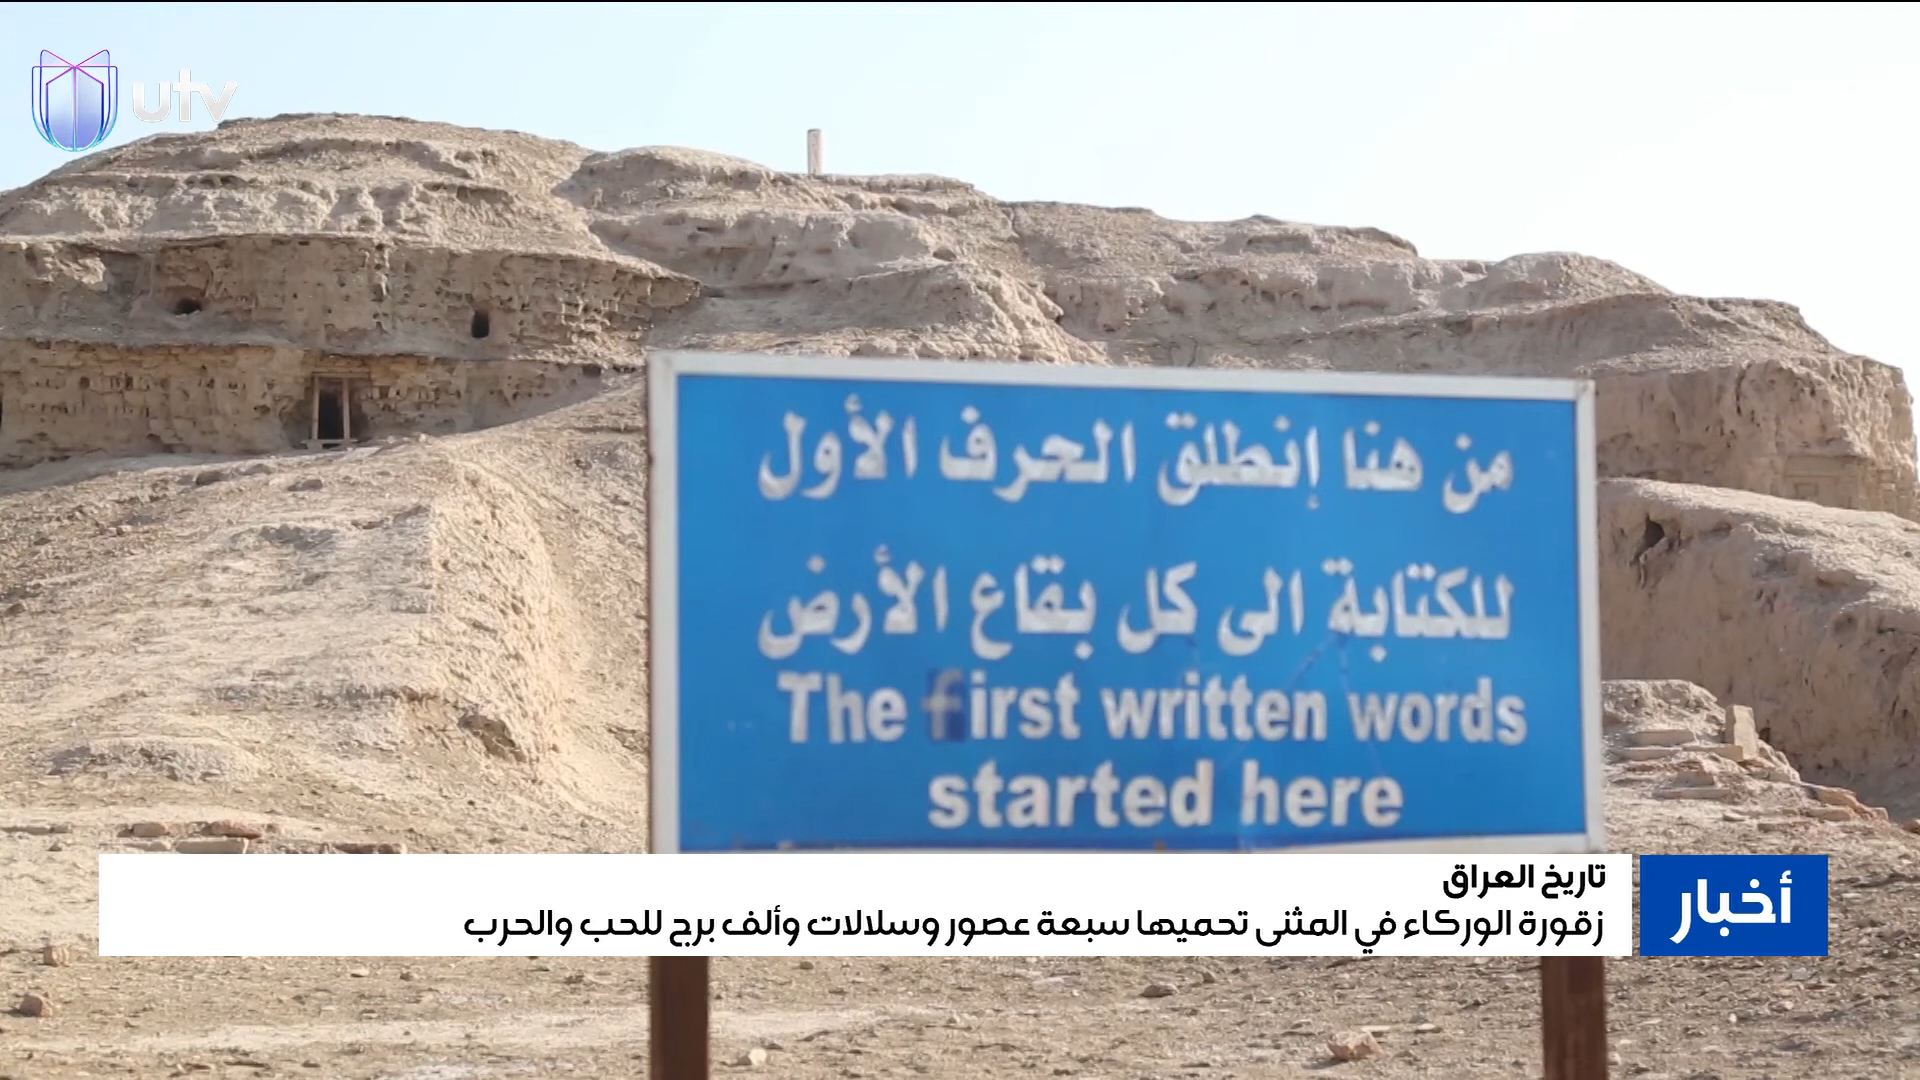 utv
من هنا إنطلق الحرف الأول
للكتابة الى كل بقاع الأرض
The first written words
started here
أخبار
تاريخ العراق
زقورة الوركاء في المثنى تحميها سبعة عصور وسلالات وألف برج للحب والحرب